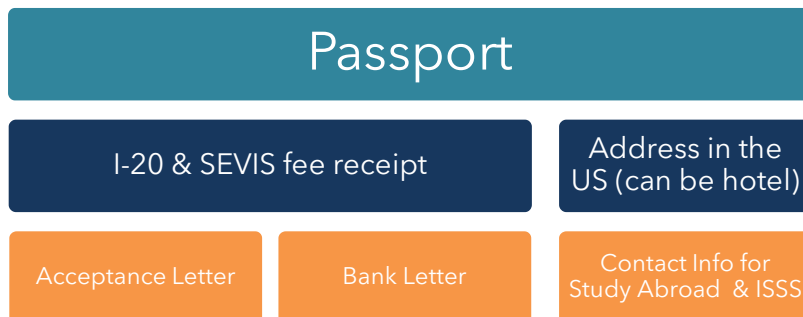 Passport
I-20 & SEVIS fee receipt
Address in the
US (can be hotel)
Acceptance Letter
Bank Letter
Contact Info for
Study Abroad & ISSS